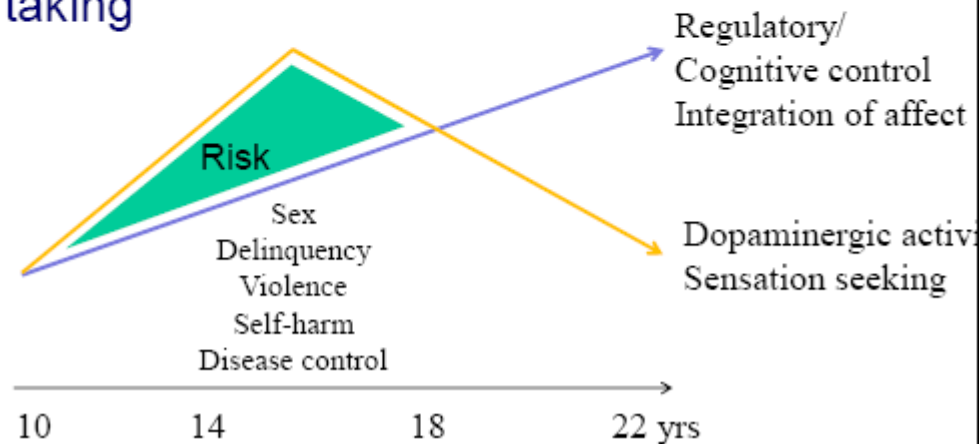 taking
Regulatory/
Cognitive control
Integration of affect
Risk
Sex
Delinquency
Violence
Self-harm
Disease control
Dopaminergic activi
Sensation seeking
10 14 18 22 yrs